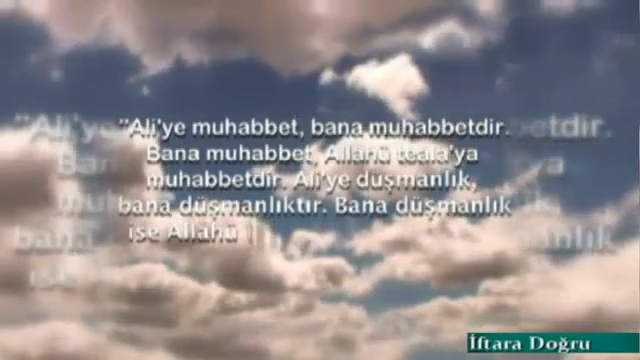 "Ali'ye muhabbet, bana muhabbetdir.
Bana muhabbet, Allahü teala'ya
muhabbetdir. Ali'ye düşmanlık,
bana düşmanlıktır. Bana düşmanlık
ise Allahü
İftara Doğru